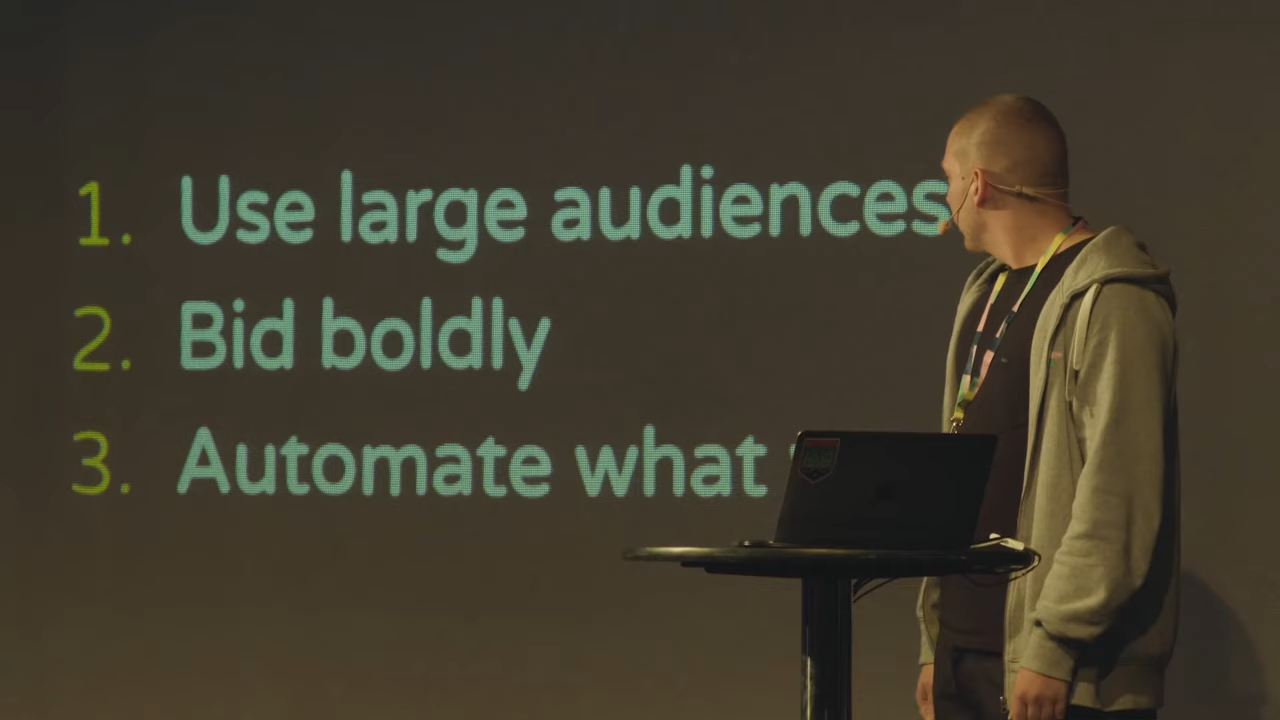 1. Use large audiences
2. Bid boldly
3. Automate what